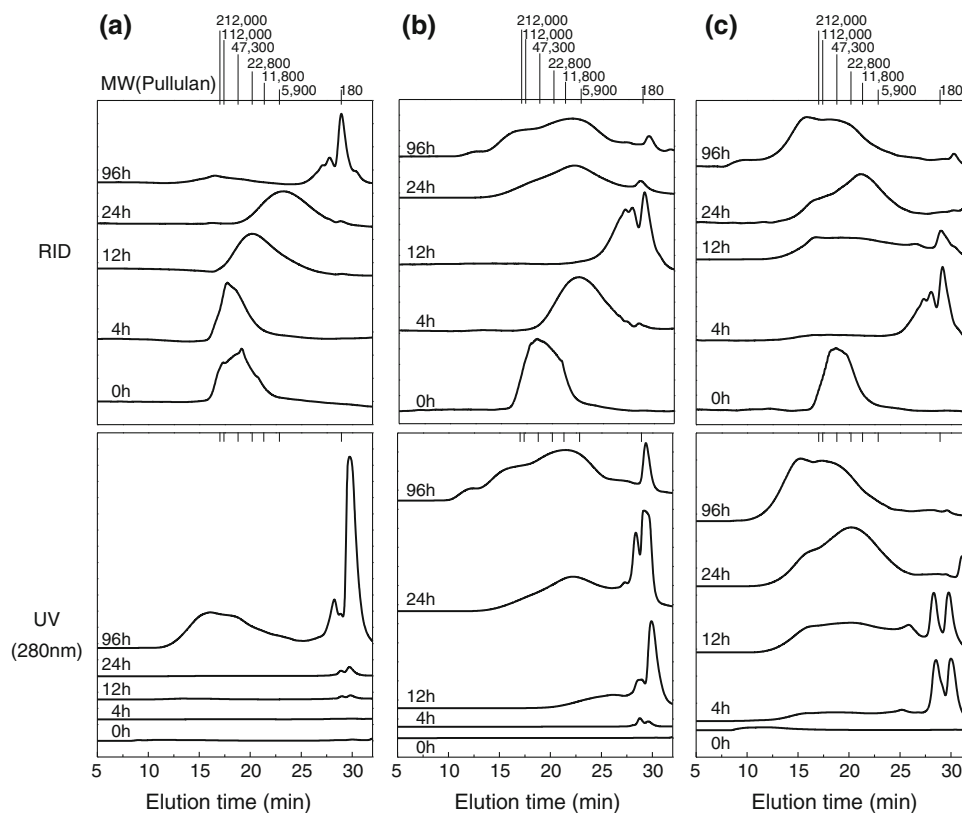 (a)
(b)
(c)
212,000
112,000
47,300
22,800
11,800
5,900
180
212,000
112,000
47,300
22,800
11,800
5,900
180
212,000
112,000
47,300
22,800
11,800
5,900
180
MW(Pullulan)
RID
96h
24h
12h
4h
0h
96h
24h
12h
4h
0h
96h
24h
12h
4h
0h
UV
(280nm)
96h
24h
12h
4h
0h
96h
24h
12h
4h
0h
96h
24h
12h
4h
0h
5 10 15 20 25 30
5 10 15 20 25 30
5 10 15 20 25 30
Elution time (min)
Elution time (min)
Elution time (min)